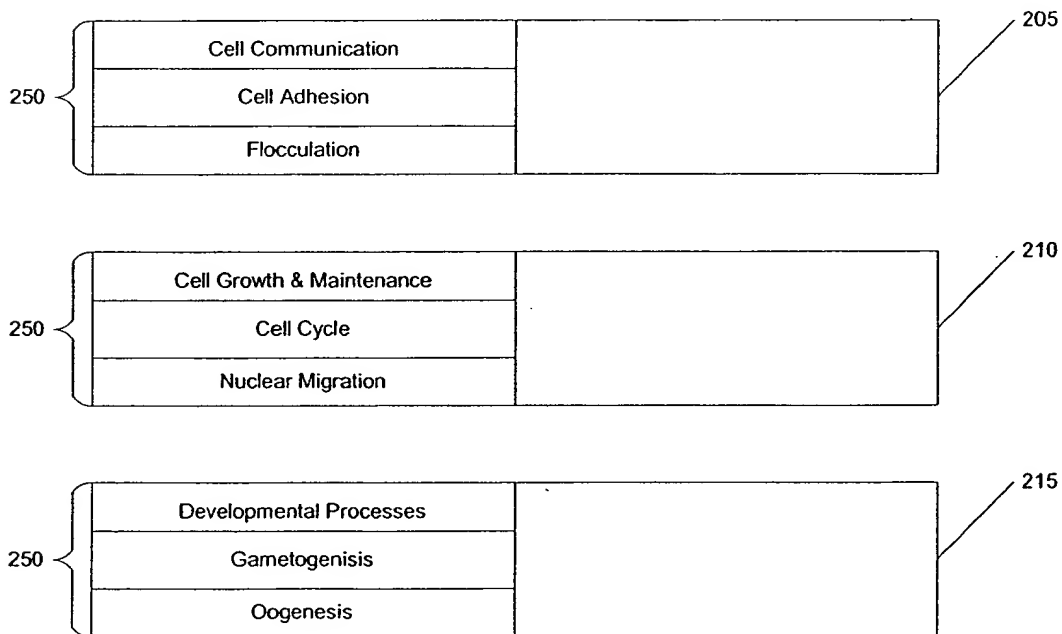 205
Cell Communication
250
Cell Adhesion
Flocculation
210
Cell Growth & Maintenance
250
Cell Cycle
Nuclear Migration
215
Developmental Processes
250
Gametogenisis
Oogenesis